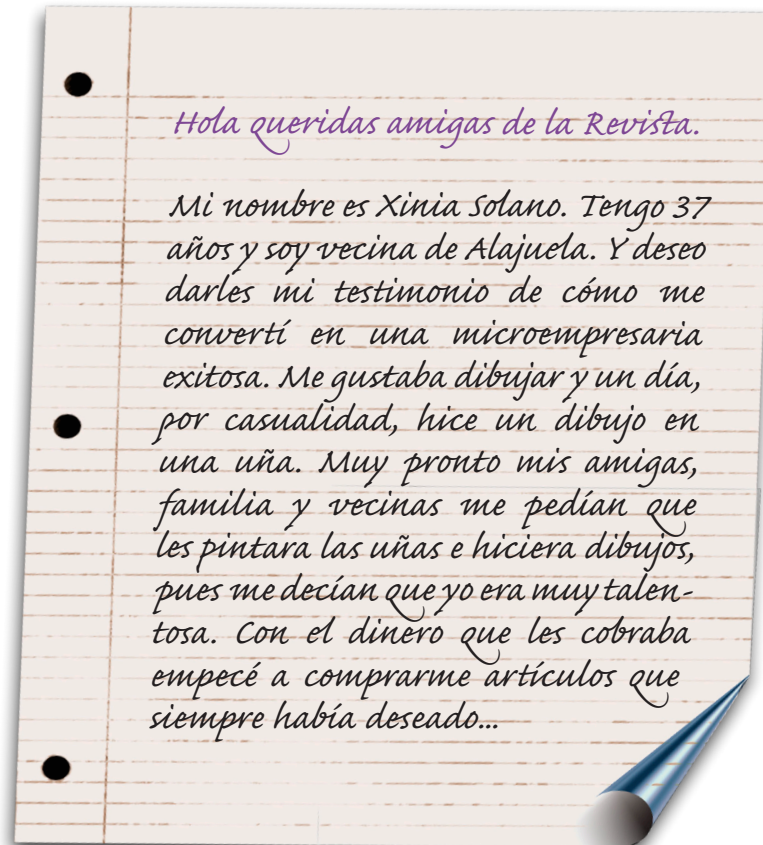 Hola queridas amigas de la Revista.
Mi nombre es Xinia Solano. Tengo 37
años y soy vecina de Alajuela. Y deseo
darles mi testimonio de cómo me
convertí en una microempresaria
exitosa. Me gustaba dibujar y un día,
por casualidad, hice un dibujo en
una uña. Muy pronto mis amigas,
familia y vecinas me pedían que
les pintara las uñas e hiciera dibujos,
pues me decían que yo era muy talen-
tosa. Con el dinero que les cobraba
empecé a comprarme artículos que
siempre había deseado...